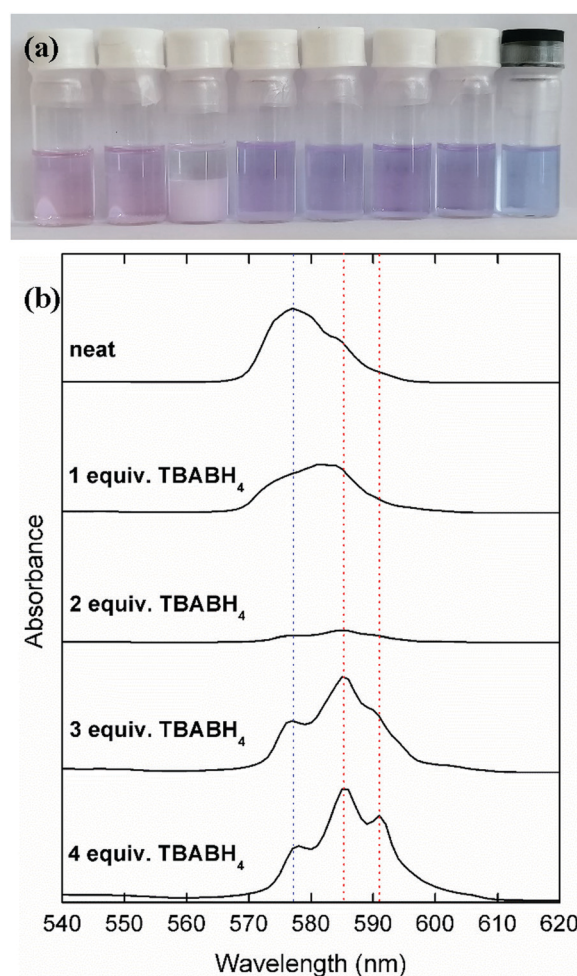 (a)
(b)
neat
1 equiv. TBABH₄
2 equiv. TBABH₄
3 equiv. TBABH₄
4 equiv. TBABH₄
Absorbance
540 550 560 570 580 590 600 610 620
Wavelength (nm)